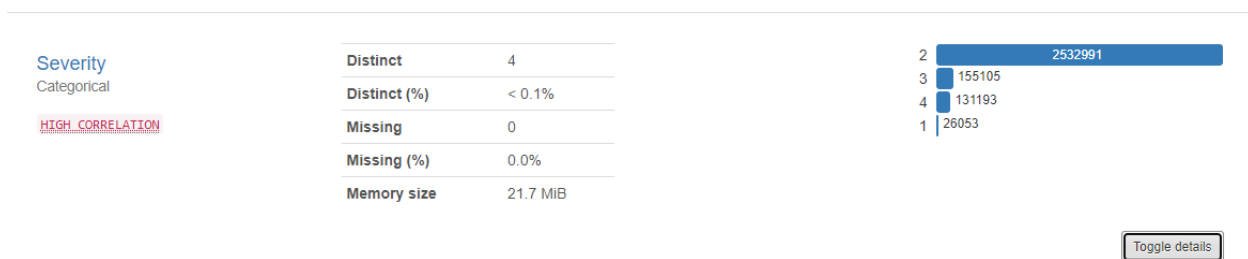 Severity
Categorical
HIGH CORRELATION
Distinct 4
Distinct (%) < 0.1%
Missing 0
Missing (%) 0.0%
Memory size 21.7 MiB
2 2532991
3 155105
4 131193
1 26053
Toggle details